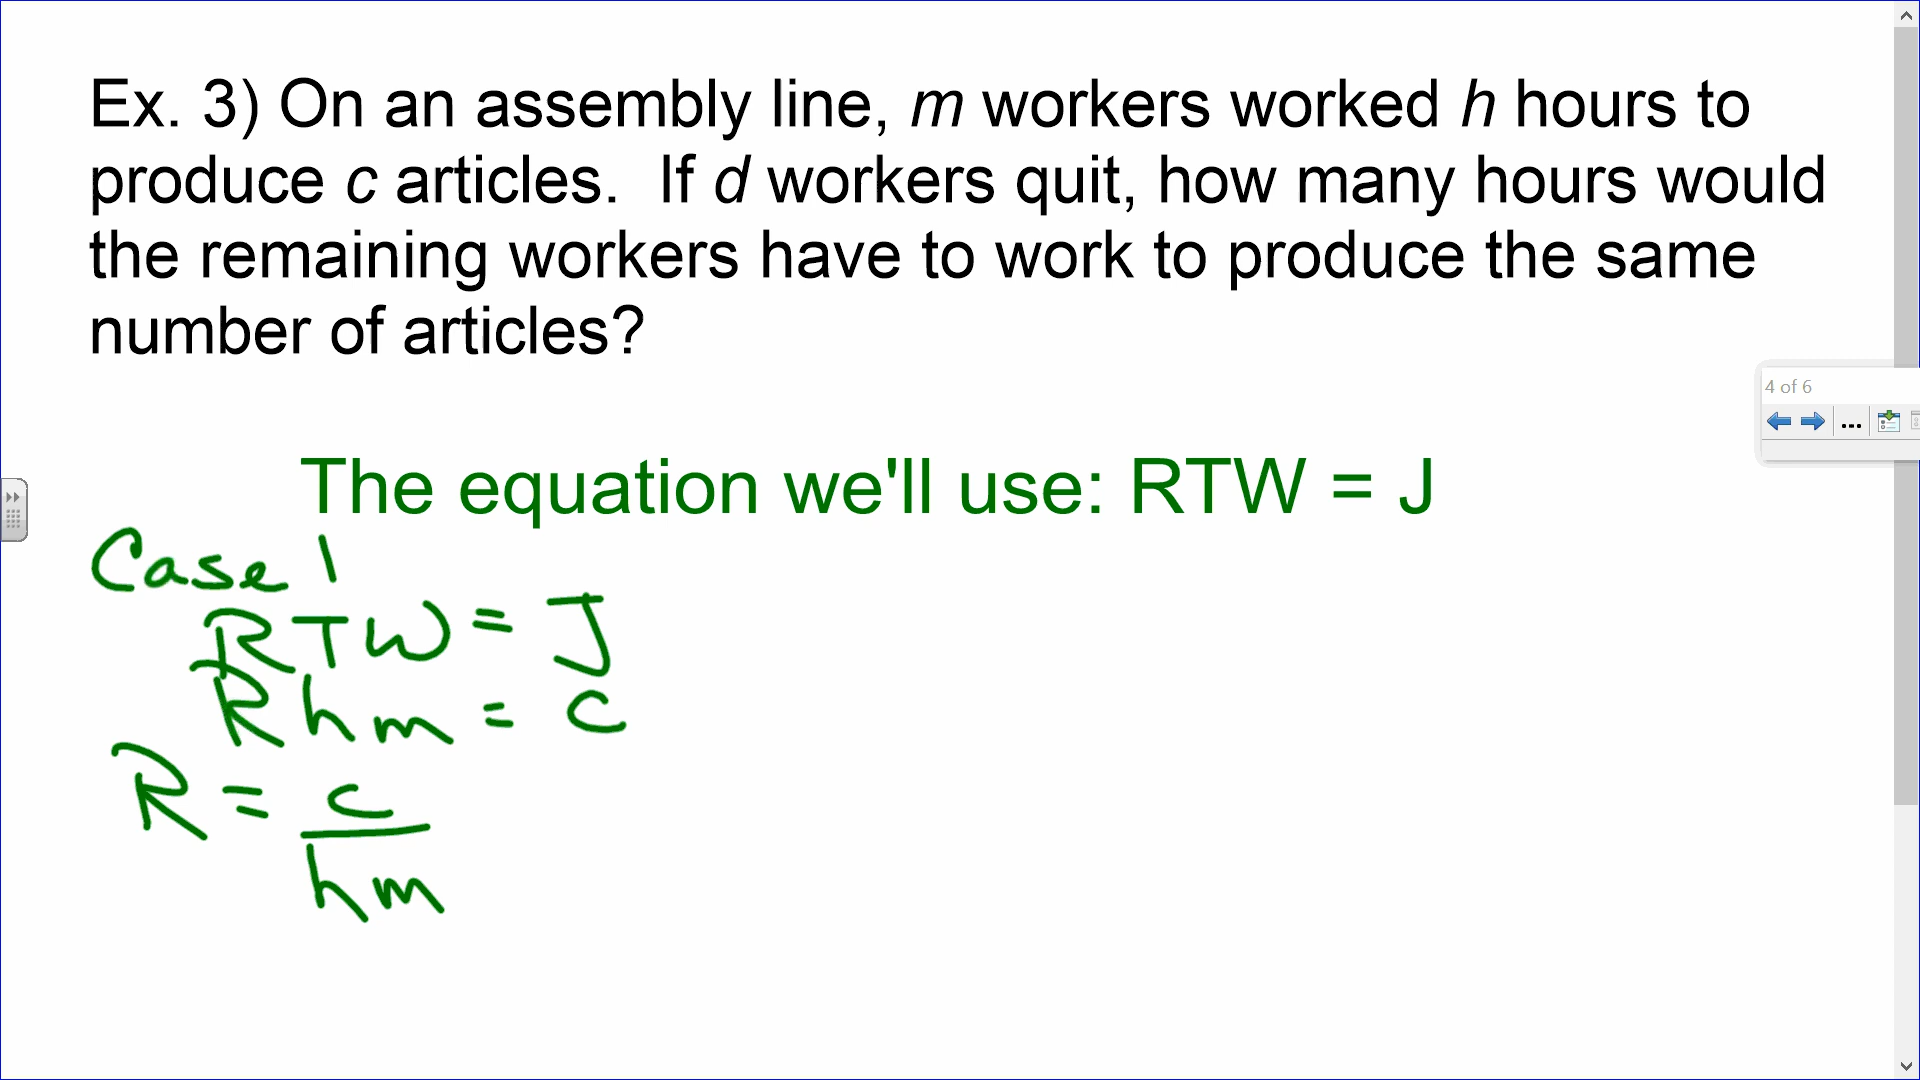 Ex. 3) On an assembly line, m workers worked h hours to
produce c articles.  If d workers quit, how many hours would
the remaining workers have to work to produce the same
number of articles?
4 of 6
The equation we'll use: RTW = J
Case 1
RTW = J
Rhm = c
R = c
hm